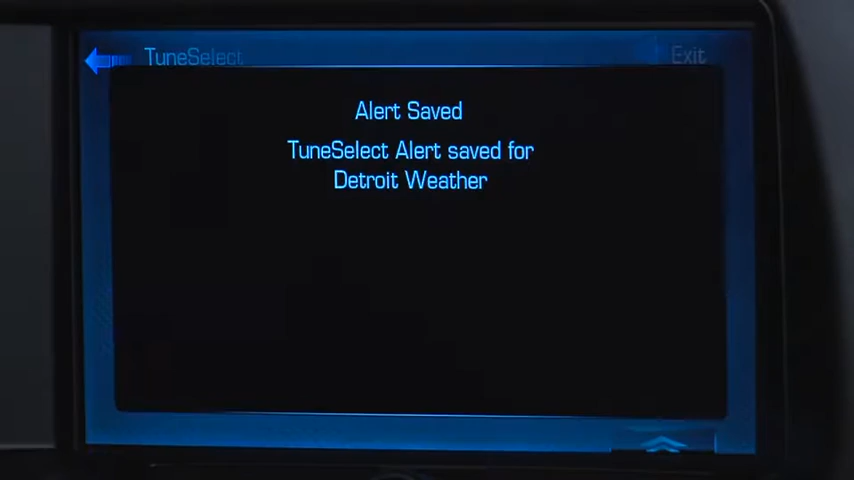 TuneSelect
Exit
Alert Saved
TuneSelect Alert saved for
Detroit Weather